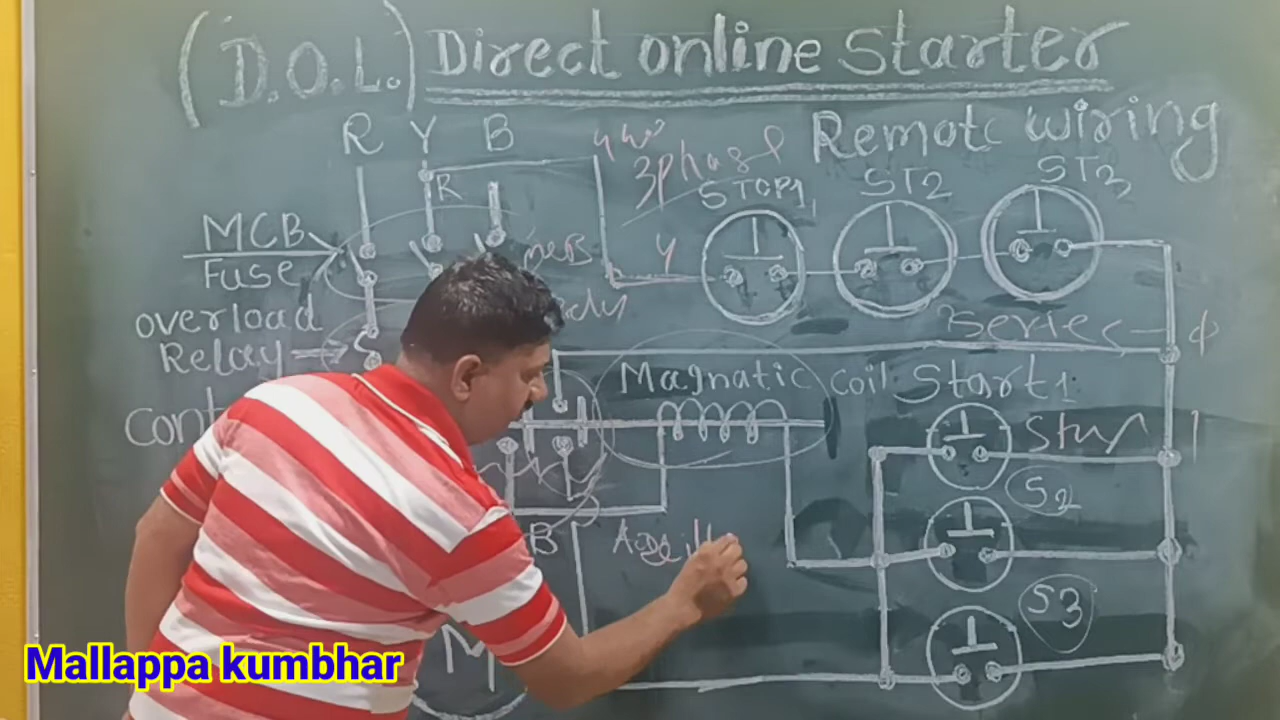 (D.O.L.) Direct online Starter
Remote wiring
R Y B
R
3phase
STOP1
ST2
ST3
MCB
Fuse
Y
overload
Relay
Series
Magnatic coil
Start1
Cont
S2
B
S3
M
Mallappa kumbhar